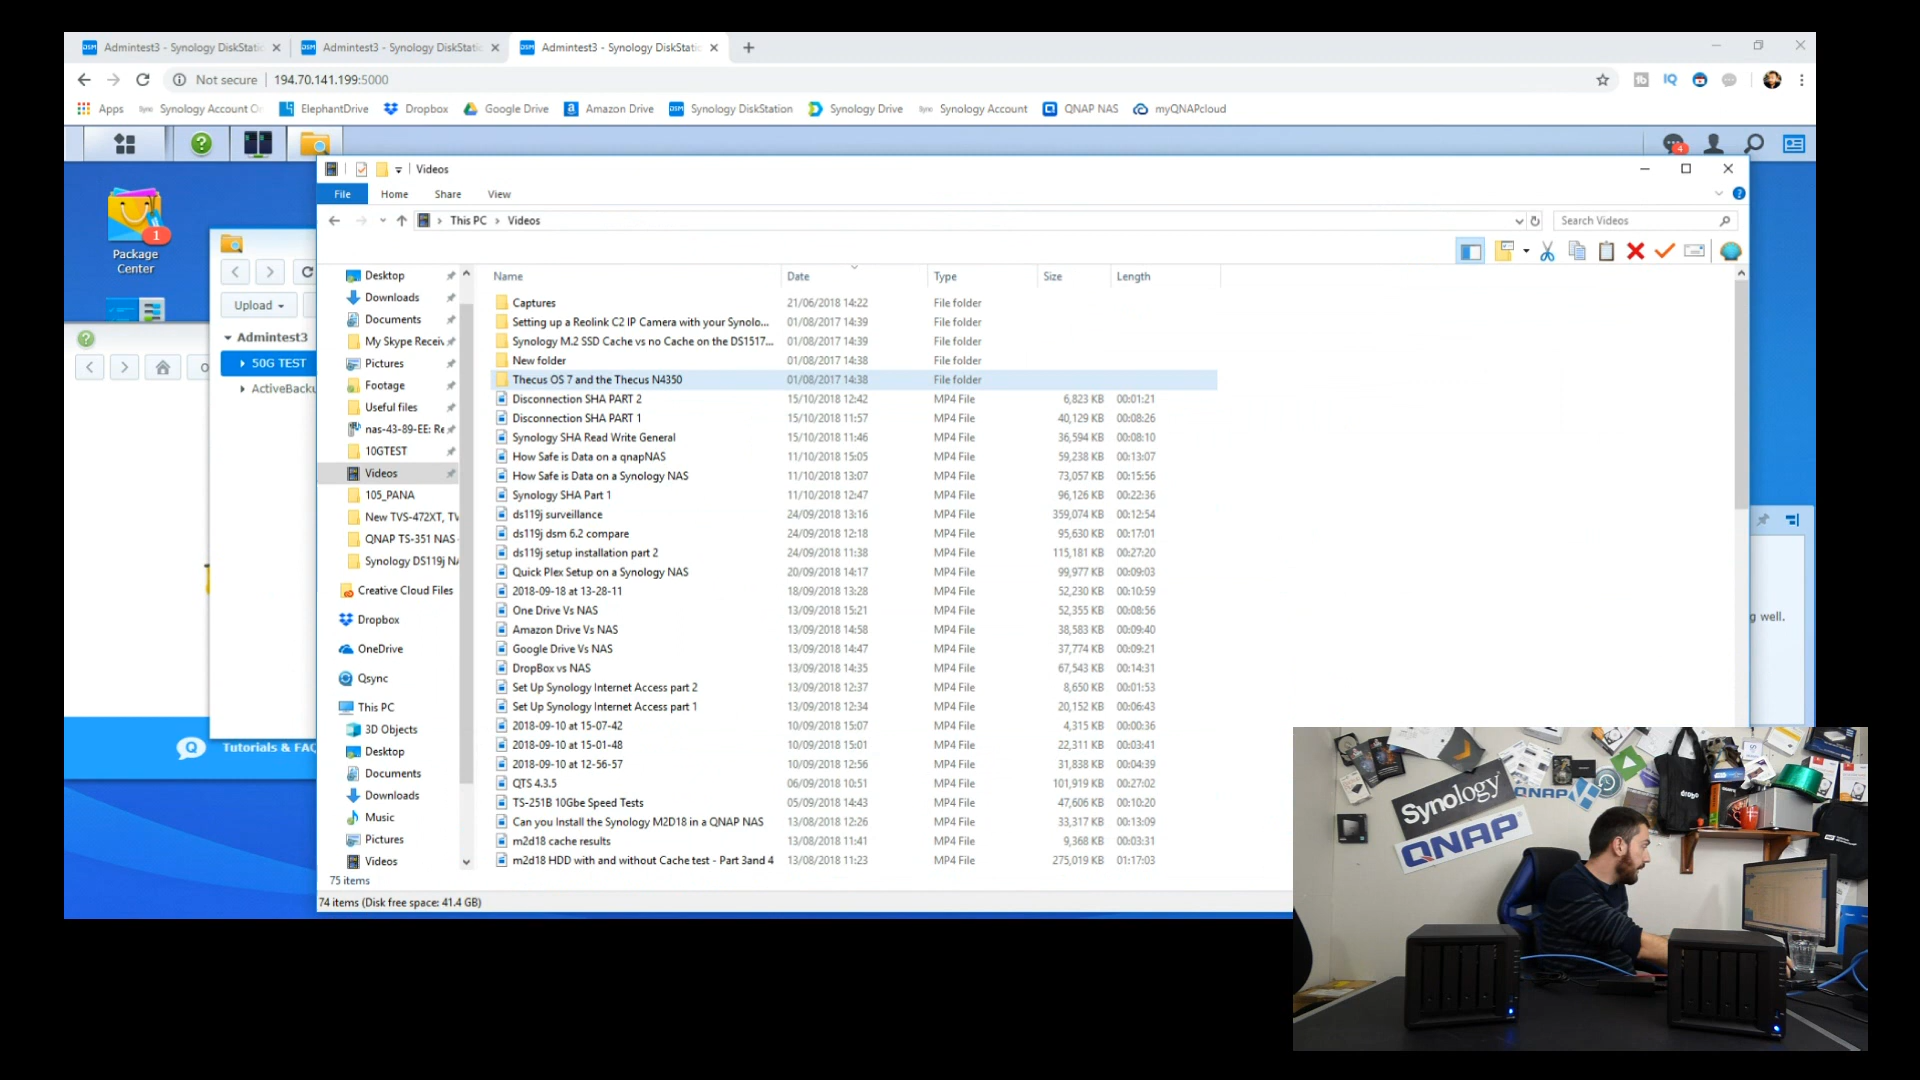 Admintest3 - Synology DiskStatic
Admintest3 - Synology DiskStatic
Admintest3 - Synology DiskStatic
Not secure | 194.70.141.199:5000
Apps
Synology Account
ElephantDrive
Dropbox
Google Drive
Amazon Drive
Synology DiskStation
Synology Drive
Synology Account
QNAP NAS
myQNAPcloud
4
Package Center
1
Videos
File
Home
Share
View
This PC > Videos
Search Videos
Upload
Admintest3
50G TEST
ActiveBacku
Tutorials & FAQ
g well.
Desktop
Downloads
Documents
My Skype Receiv
Pictures
Footage
Useful files
nas-43-89-EE: Re
10GTEST
Videos
105_PANA
New TVS-472XT, TV
QNAP TS-351 NAS
Synology DS119j NA
Creative Cloud Files
Dropbox
OneDrive
Qsync
This PC
3D Objects
Desktop
Documents
Downloads
Music
Pictures
Videos
Name Date Type Size Length
Captures 21/06/2018 14:22 File folder
Setting up a Reolink C2 IP Camera with your Synolo... 01/08/2017 14:39 File folder
Synology M.2 SSD Cache vs no Cache on the DS1517... 01/08/2017 14:39 File folder
New folder 01/08/2017 14:38 File folder
Thecus OS 7 and the Thecus N4350 01/08/2017 14:38 File folder
Disconnection SHA PART 2 15/10/2018 12:42 MP4 File 6,823 KB 00:01:21
Disconnection SHA PART 1 15/10/2018 11:57 MP4 File 40,129 KB 00:08:26
Synology SHA Read Write General 15/10/2018 11:46 MP4 File 36,594 KB 00:08:10
How Safe is Data on a qnapNAS 11/10/2018 15:05 MP4 File 59,238 KB 00:13:07
How Safe is Data on a Synology NAS 11/10/2018 13:07 MP4 File 73,057 KB 00:15:56
Synology SHA Part 1 11/10/2018 12:47 MP4 File 96,126 KB 00:22:36
ds119j surveillance 24/09/2018 13:16 MP4 File 359,074 KB 00:12:54
ds119j dsm 6.2 compare 24/09/2018 12:18 MP4 File 95,630 KB 00:17:01
ds119j setup installation part 2 24/09/2018 11:38 MP4 File 115,181 KB 00:27:20
Quick Plex Setup on a Synology NAS 20/09/2018 14:17 MP4 File 99,977 KB 00:09:03
2018-09-18 at 13-28-11 18/09/2018 13:28 MP4 File 52,230 KB 00:10:59
One Drive Vs NAS 13/09/2018 15:21 MP4 File 52,355 KB 00:08:56
Amazon Drive Vs NAS 13/09/2018 14:58 MP4 File 38,583 KB 00:09:40
Google Drive Vs NAS 13/09/2018 14:47 MP4 File 37,774 KB 00:09:21
DropBox vs NAS 13/09/2018 14:35 MP4 File 67,543 KB 00:14:31
Set Up Synology Internet Access part 2 13/09/2018 12:37 MP4 File 8,650 KB 00:01:53
Set Up Synology Internet Access part 1 13/09/2018 12:34 MP4 File 20,152 KB 00:06:43
2018-09-10 at 15-07-42 10/09/2018 15:07 MP4 File 4,315 KB 00:00:36
2018-09-10 at 15-01-48 10/09/2018 15:01 MP4 File 22,311 KB 00:03:41
2018-09-10 at 12-56-57 10/09/2018 12:56 MP4 File 31,838 KB 00:04:39
QTS 4.3.5 06/09/2018 10:51 MP4 File 101,919 KB 00:27:02
TS-251B 10Gbe Speed Tests 05/09/2018 14:43 MP4 File 47,606 KB 00:10:20
Can you Install the Synology M2D18 in a QNAP NAS 13/08/2018 12:26 MP4 File 33,317 KB 00:13:09
m2d18 cache results 13/08/2018 11:41 MP4 File 9,368 KB 00:03:31
m2d18 HDD with and without Cache test - Part 3and 4 13/08/2018 11:23 MP4 File 275,019 KB 01:17:03
75 items
74 items (Disk free space: 41.4 GB)
Synology
QNAP
QNAP
drobo